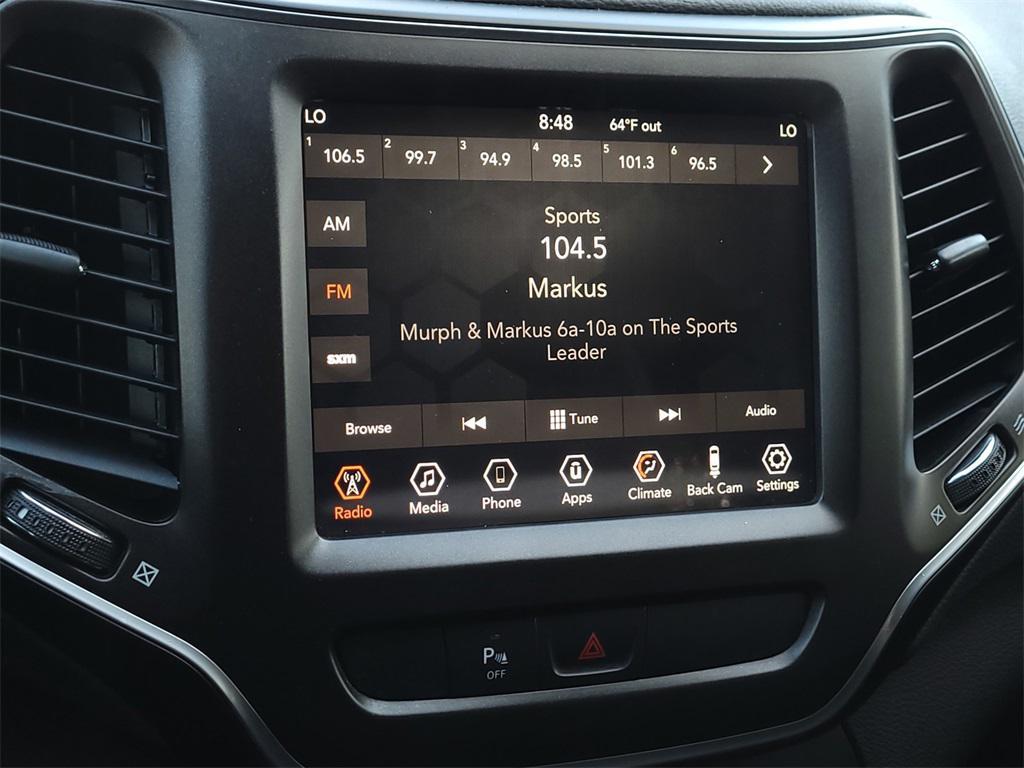 LO 8:48 64°F out LO
1 106.5 2 99.7 3 94.9 4 98.5 5 101.3 6 96.5
AM
Sports
104.5
FM
Markus
Murph & Markus 6a-10a on The Sports
Leader
sxm
Browse Tune Audio
Radio Media Phone Apps Climate Back Cam Settings
P
OFF